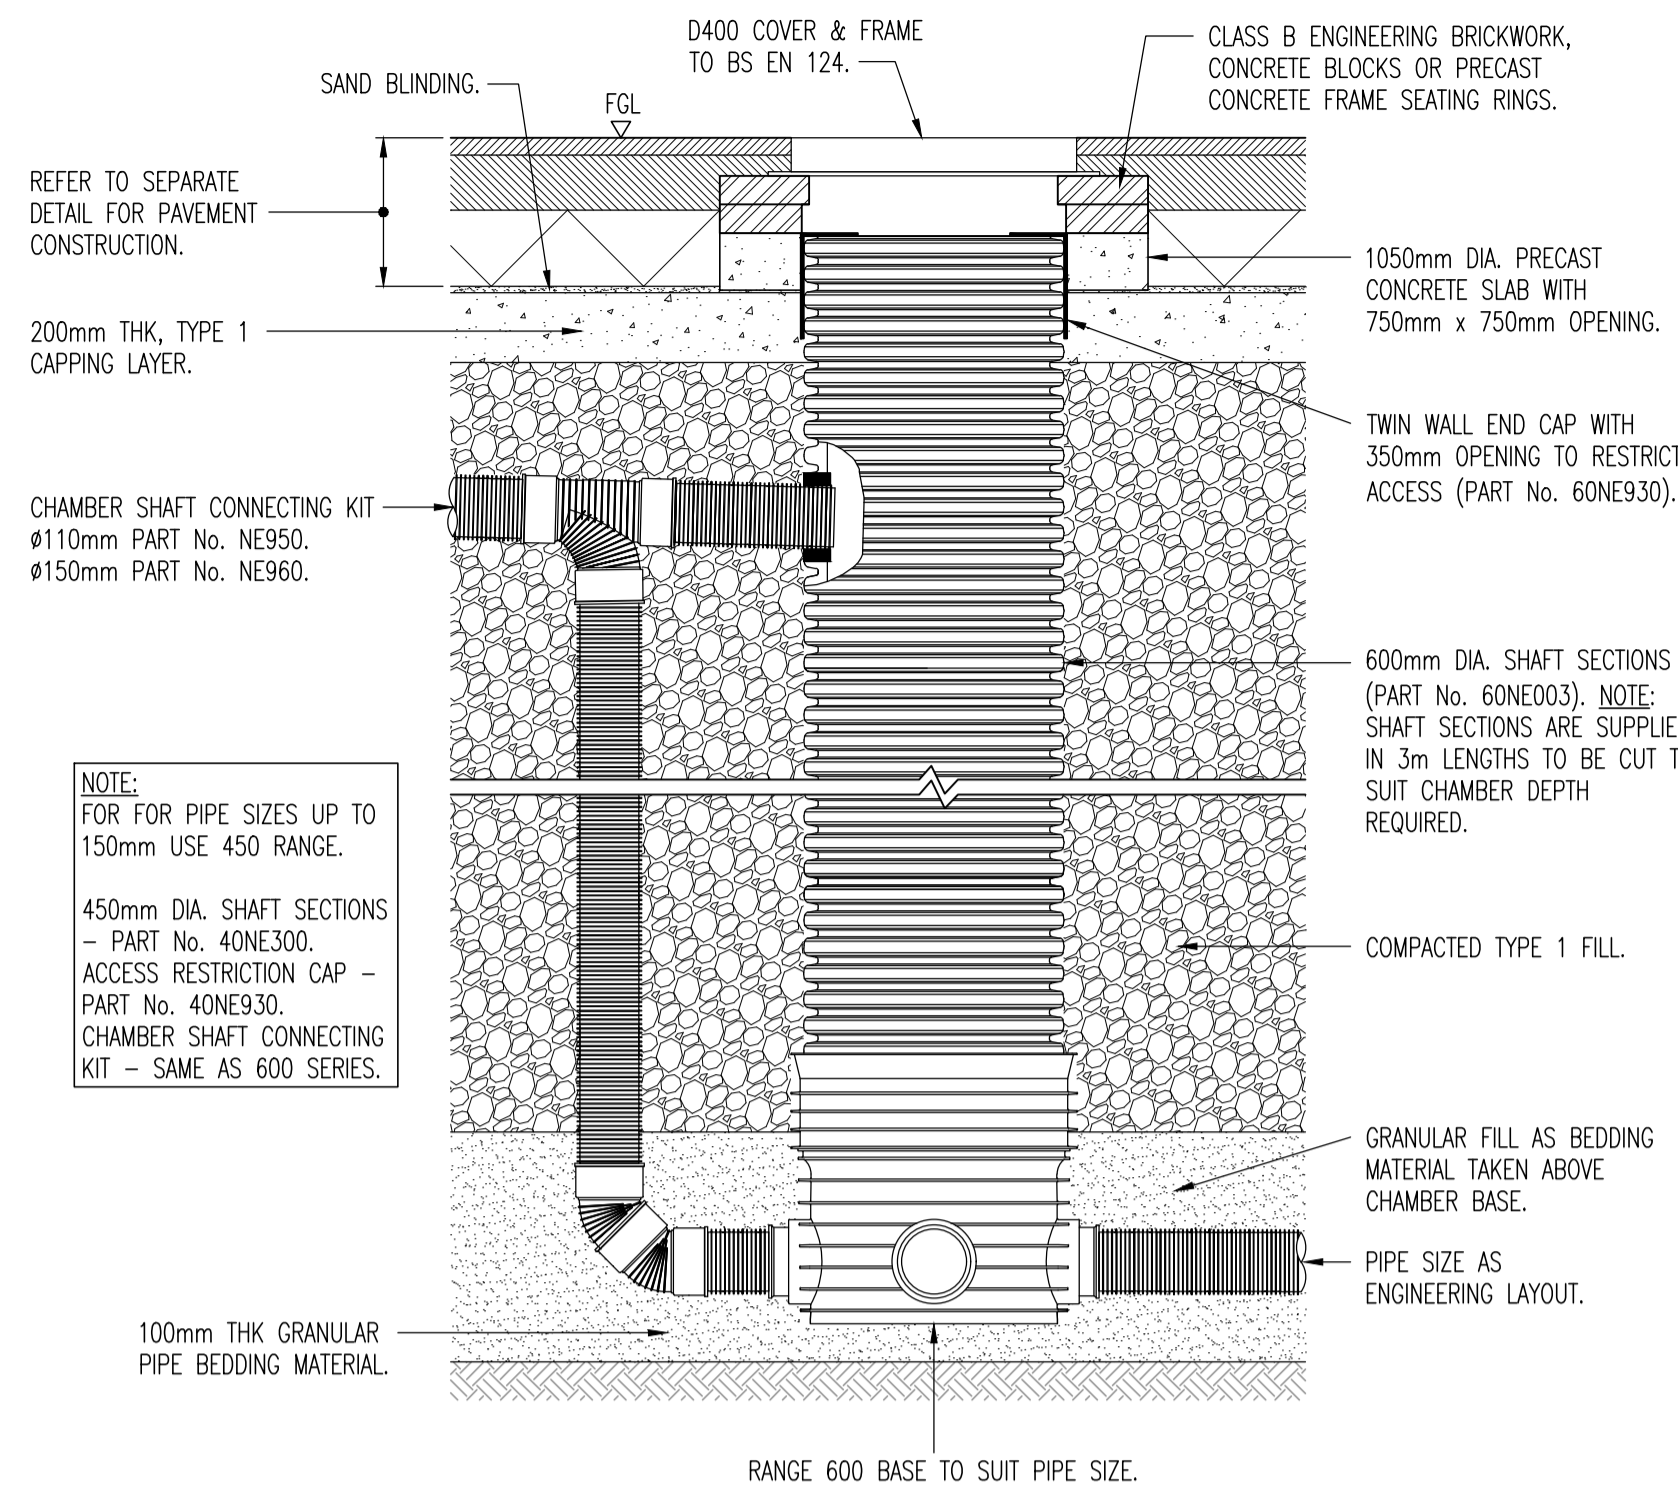 D400 COVER & FRAME
TO BS EN 124.
CLASS B ENGINEERING BRICKWORK,
CONCRETE BLOCKS OR PRECAST
CONCRETE FRAME SEATING RINGS.
SAND BLINDING.
FGL
REFER TO SEPARATE
DETAIL FOR PAVEMENT
CONSTRUCTION.
1050mm DIA. PRECAST
CONCRETE SLAB WITH
750mm x 750mm OPENING.
200mm THK, TYPE 1
CAPPING LAYER.
TWIN WALL END CAP WITH
350mm OPENING TO RESTRICT
ACCESS (PART No. 60NE930).
CHAMBER SHAFT CONNECTING KIT
ø110mm PART No. NE950.
ø150mm PART No. NE960.
600mm DIA. SHAFT SECTIONS
(PART No. 60NE003). NOTE:
SHAFT SECTIONS ARE SUPPLIE
IN 3m LENGTHS TO BE CUT T
SUIT CHAMBER DEPTH
REQUIRED.
NOTE:
FOR FOR PIPE SIZES UP TO
150mm USE 450 RANGE.
450mm DIA. SHAFT SECTIONS
– PART No. 40NE300.
ACCESS RESTRICTION CAP –
PART No. 40NE930.
CHAMBER SHAFT CONNECTING
KIT – SAME AS 600 SERIES.
COMPACTED TYPE 1 FILL.
GRANULAR FILL AS BEDDING
MATERIAL TAKEN ABOVE
CHAMBER BASE.
PIPE SIZE AS
ENGINEERING LAYOUT.
100mm THK GRANULAR
PIPE BEDDING MATERIAL.
RANGE 600 BASE TO SUIT PIPE SIZE.